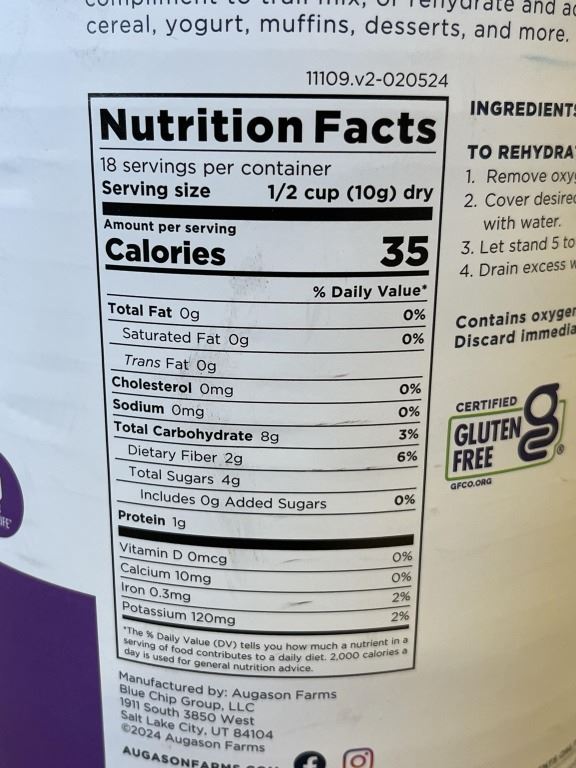 rehydrate and
cereal, yogurt, muffins, desserts, and more.
11109.v2-020524
Nutrition Facts
18 servings per container
Serving size 1/2 cup (10g) dry
Amount per serving
Calories 35
% Daily Value*
Total Fat 0g 0%
Saturated Fat 0g 0%
Trans Fat 0g
Cholesterol 0mg 0%
Sodium 0mg 0%
Total Carbohydrate 8g 3%
Dietary Fiber 2g 6%
Total Sugars 4g
Includes 0g Added Sugars 0%
Protein 1g
Vitamin D 0mcg 0%
Calcium 10mg 0%
Iron 0.3mg 2%
Potassium 120mg 2%
*The % Daily Value (DV) tells you how much a nutrient in a
serving of food contributes to a daily diet. 2,000 calories a
day is used for general nutrition advice.
Manufactured by: Augason Farms
Blue Chip Group, LLC
1911 South 3850 West
Salt Lake City, UT 84104
©2024 Augason Farms
INGREDIENTS
TO REHYDRA
1. Remove oxy
2. Cover desired
with water.
3. Let stand 5 to
4. Drain excess w
Contains oxygen
Discard immedia
CERTIFIED
GLUTEN
FREE
GFCO.ORG